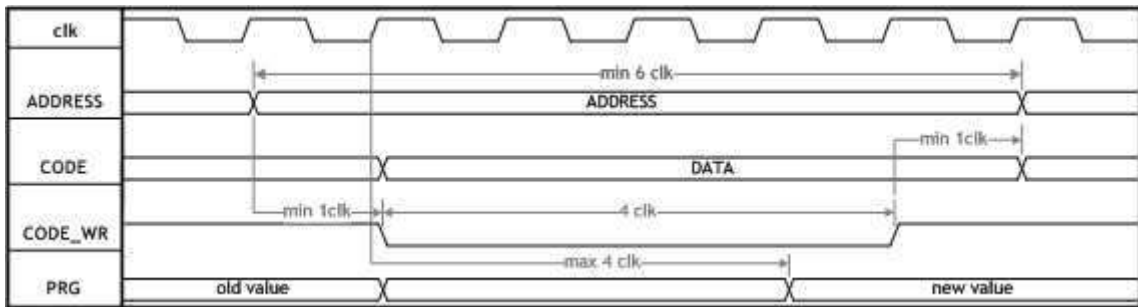 clk
min 6 clk
ADDRESS ADDRESS
min 1clk
CODE DATA
min 1clk 4 clk
CODE_WR
max 4 clk
PRG old value new value